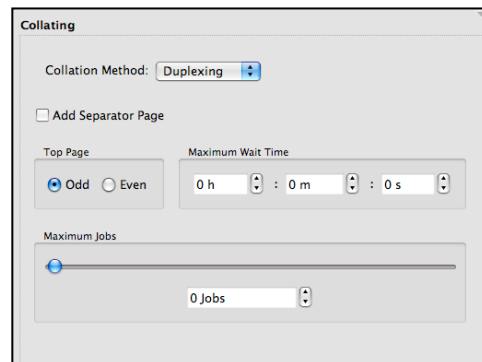 Collating
Collation Method: Duplexing
Add Separator Page
Top Page Maximum Wait Time
Odd Even 0 h : 0 m : 0 s
Maximum Jobs
0 Jobs